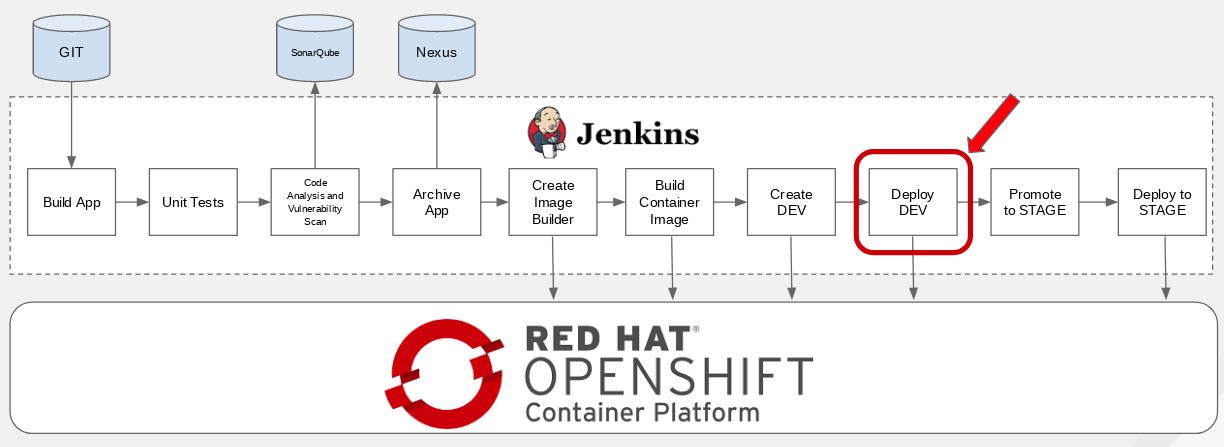 GIT
SonarQube
Nexus
Jenkins
Build App
Unit Tests
Code
Analysis and
Vulnerability
Scan
Archive
App
Create
Image
Builder
Build
Container
Image
Create
DEV
Deploy
DEV
Promote
to STAGE
Deploy to
STAGE
RED HAT®
OPENSHIFT
Container Platform